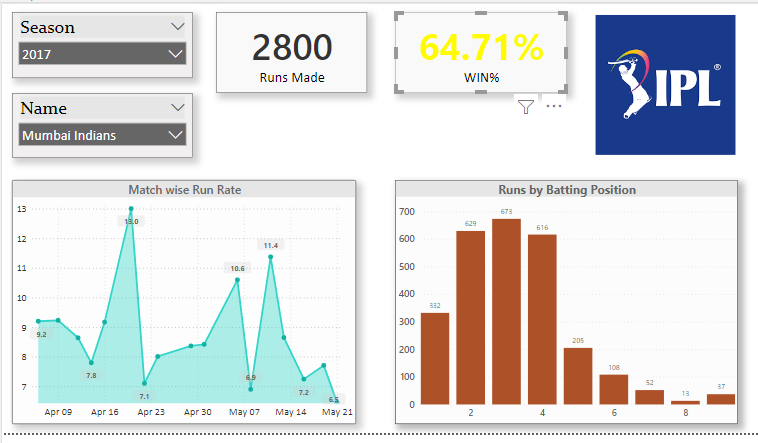 Season
2017
2800
Runs Made
64.71%
WIN%
IPL
®
Name
Mumbai Indians
Match wise Run Rate
13
12
11
10
9
8
7
9.2
7.8
13.0
7.1
10.6
6.9
11.4
7.2
6.5
Apr 09
Apr 16
Apr 23
Apr 30
May 07
May 14
May 21
Runs by Batting Position
700
600
500
400
300
200
100
0
332
629
673
616
205
108
52
13
37
2
4
6
8